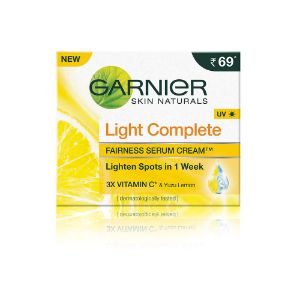 NEW
₹ 69*
GARNIER
SKIN NATURALS
UV
Light Complete
FAIRNESS SERUM CREAM™
Lighten Spots in 1 Week
3X VITAMIN C* & Yuzu Lemon
[ dermatologically tested ]